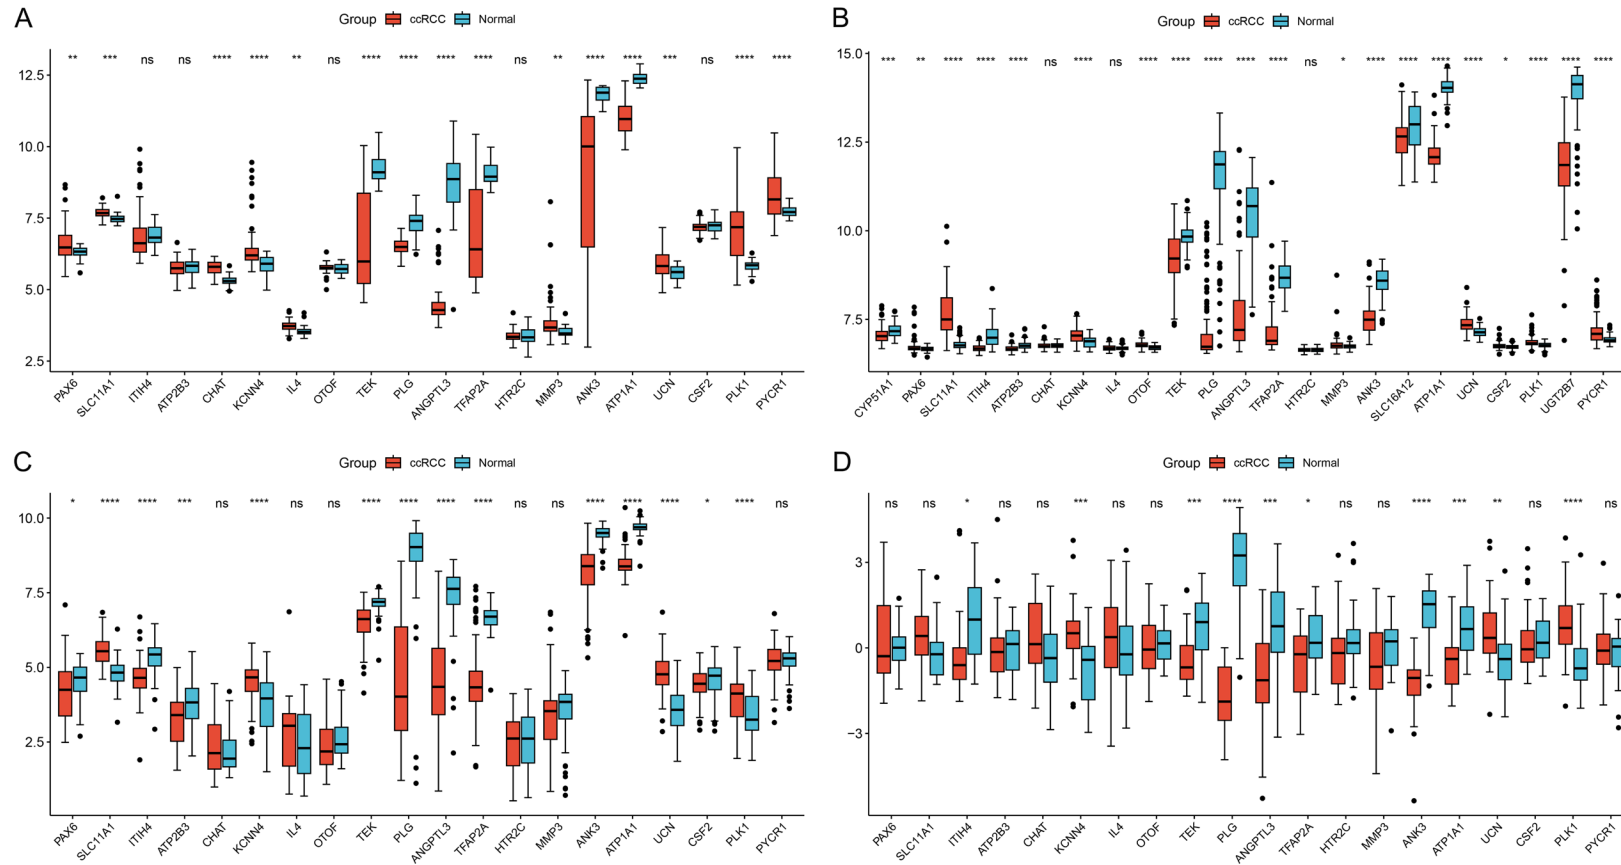 A
Group ccRCC Normal
** *** ns ns **** **** ** ns **** **** **** **** ns ** **** **** *** ns **** ****
12.5
10.0
7.5
5.0
2.5
PAX6 SLC11A1 ITIH4 ATP2B3 CHAT KCNN4 IL4 OTOF TEK PLG ANGPTL3 TFAP2A HTR2C MMP3 ANK3 ATP1A1 UCN CSF2 PLK1 PYCR1
B
Group ccRCC Normal
*** ** **** **** **** ns **** ns **** **** **** **** **** ns * **** **** **** **** * **** **** ****
15.0
12.5
10.0
7.5
CYP51A1 PAX6 SLC11A1 ITIH4 ATP2B3 CHAT KCNN4 IL4 OTOF TEK PLG ANGPTL3 TFAP2A HTR2C MMP3 ANK3 SLC16A12 ATP1A1 UCN CSF2 PLK1 UGT2B7 PYCR1
C
Group ccRCC Normal
* **** **** *** ns **** ns ns **** **** **** **** ns ns **** **** **** * **** ns
10.0
7.5
5.0
2.5
PAX6 SLC11A1 ITIH4 ATP2B3 CHAT KCNN4 IL4 OTOF TEK PLG ANGPTL3 TFAP2A HTR2C MMP3 ANK3 ATP1A1 UCN CSF2 PLK1 PYCR1
D
Group ccRCC Normal
ns ns * ns ns *** ns ns *** **** *** * ns ns **** *** ** ns **** ns
3
0
−3
PAX6 SLC11A1 ITIH4 ATP2B3 CHAT KCNN4 IL4 OTOF TEK PLG ANGPTL3 TFAP2A HTR2C MMP3 ANK3 ATP1A1 UCN CSF2 PLK1 PYCR1